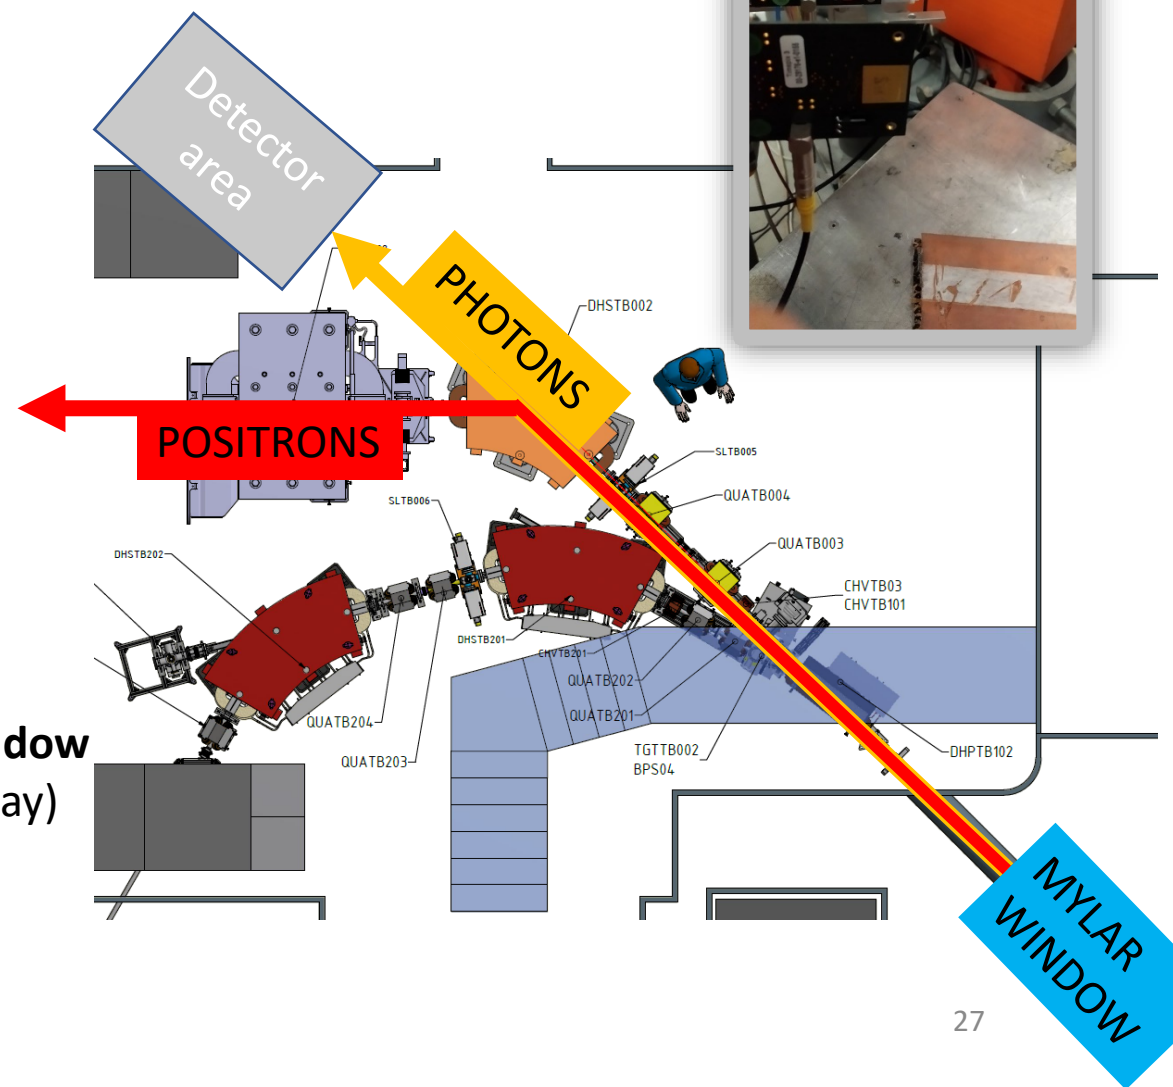 Detector
area
PHOTONS
DHSTB002
POSITRONS
SLTB005
SLTB006
QUATB004
QUATB003
DHSTB202
CHVTB03
CHVTB101
DHSTB201
CHVTB201
QUATB202
QUATB201
QUATB204
QUATB203
TGTTB002
BPS04
DHPTB102
dow
ay)
MYLAR
WINDOW
27